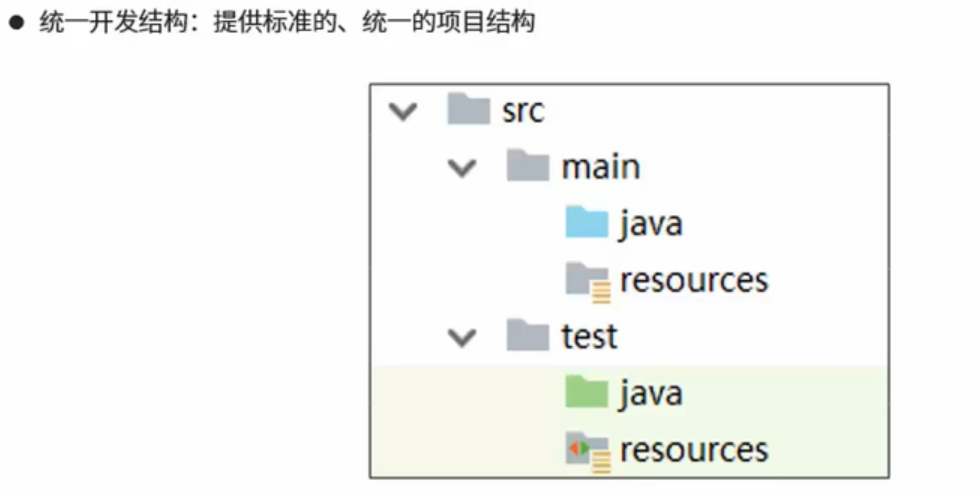 ● 统一开发结构：提供标准的、统一的项目结构
src
main
java
resources
test
java
resources